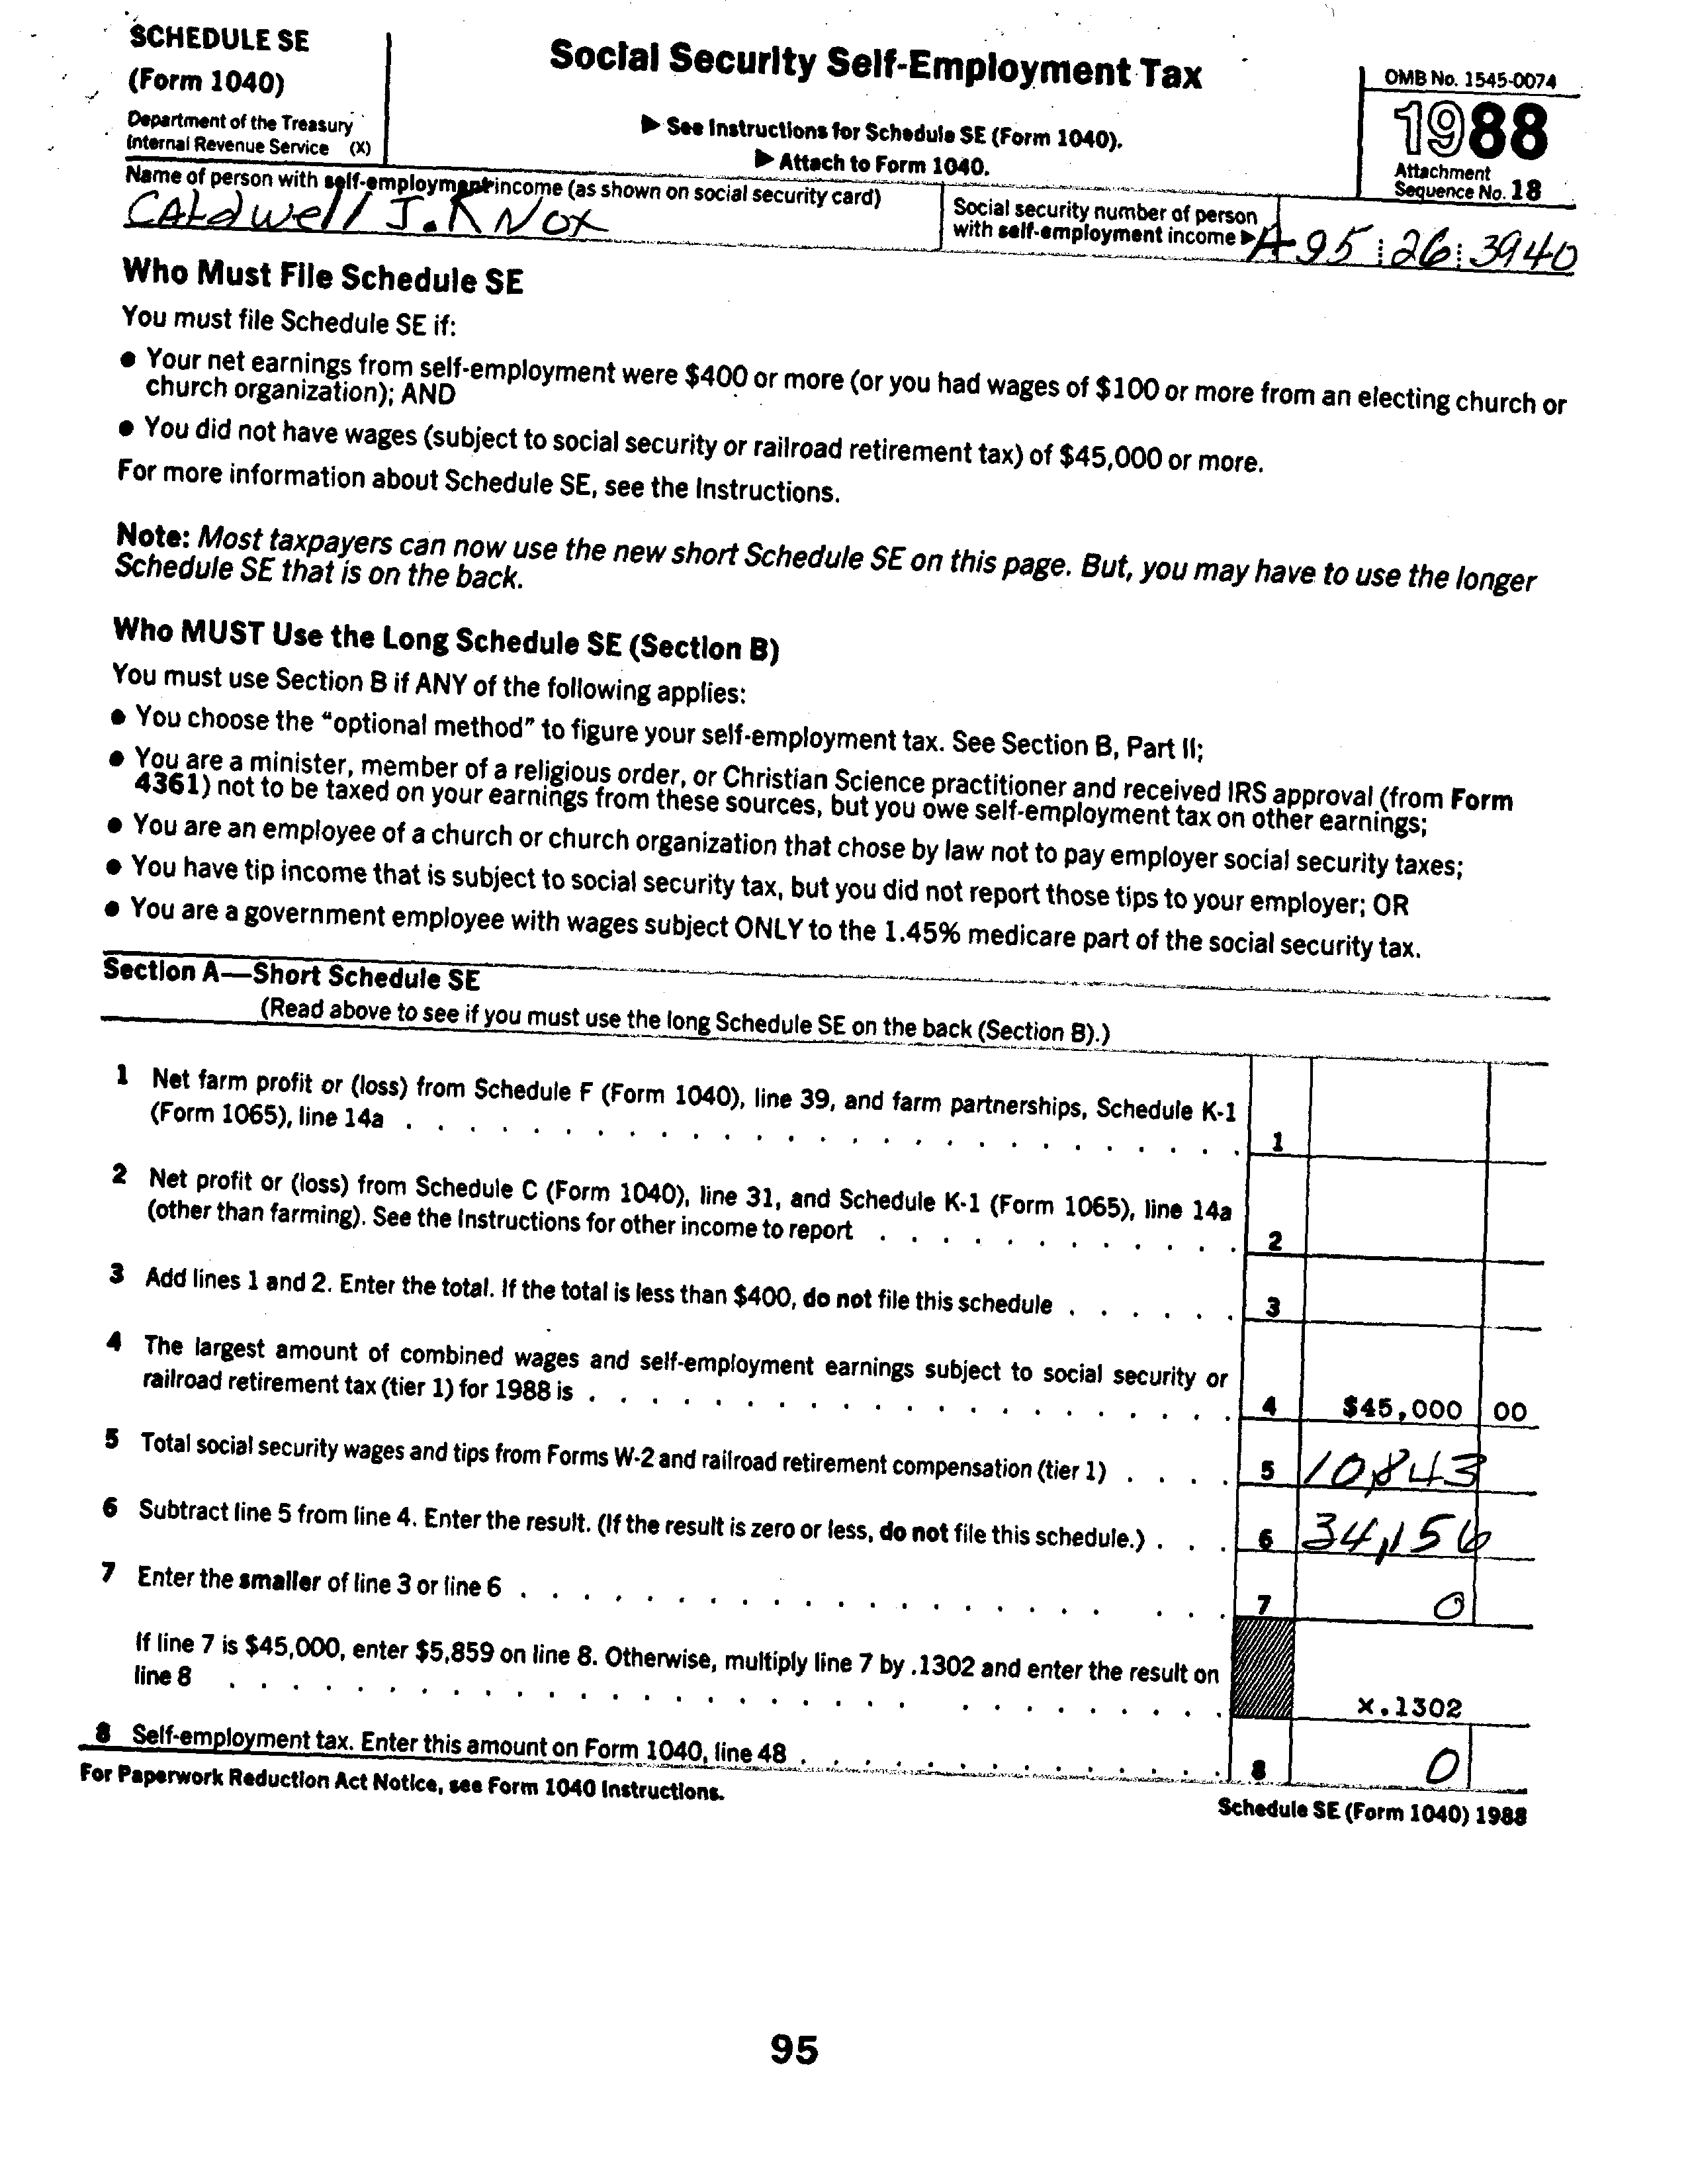 SCHEDULE SE
(Form 1040)
Department of the Treasury
Internal Revenue Service (X)
Social Security Self-Employment Tax
▶ See Instructions for Schedule SE (Form 1040).
▶ Attach to Form 1040.
OMB No. 1545-0074
1988
Attachment
Sequence No. 18
Name of person with self-employment income (as shown on social security card)
CALdwell J. KNOX
Social security number of person
with self-employment income ▶ A95 26 3940
Who Must File Schedule SE
You must file Schedule SE if:
● Your net earnings from self-employment were $400 or more (or you had wages of $100 or more from an electing church or
church organization); AND
● You did not have wages (subject to social security or railroad retirement tax) of $45,000 or more.
For more information about Schedule SE, see the Instructions.
Note: Most taxpayers can now use the new short Schedule SE on this page. But, you may have to use the longer
Schedule SE that is on the back.
Who MUST Use the Long Schedule SE (Section B)
You must use Section B if ANY of the following applies:
● You choose the “optional method” to figure your self-employment tax. See Section B, Part II;
● You are a minister, member of a religious order, or Christian Science practitioner and received IRS approval (from Form
4361) not to be taxed on your earnings from these sources, but you owe self-employment tax on other earnings;
● You are an employee of a church or church organization that chose by law not to pay employer social security taxes;
● You have tip income that is subject to social security tax, but you did not report those tips to your employer; OR
● You are a government employee with wages subject ONLY to the 1.45% medicare part of the social security tax.
Section A—Short Schedule SE
(Read above to see if you must use the long Schedule SE on the back (Section B).)
1 Net farm profit or (loss) from Schedule F (Form 1040), line 39, and farm partnerships, Schedule K-1
(Form 1065), line 14a . . . . . . . . . . . . . . . . . . . . . . . . . . 1
2 Net profit or (loss) from Schedule C (Form 1040), line 31, and Schedule K-1 (Form 1065), line 14a
(other than farming). See the Instructions for other income to report . . . . . . . . . . . . 2
3 Add lines 1 and 2. Enter the total. If the total is less than $400, do not file this schedule . . . . . . 3
4 The largest amount of combined wages and self-employment earnings subject to social security or
railroad retirement tax (tier 1) for 1988 is . . . . . . . . . . . . . . . . . . . . . 4 $45,000 00
5 Total social security wages and tips from Forms W-2 and railroad retirement compensation (tier 1) . . . . 5 10,843
6 Subtract line 5 from line 4. Enter the result. (If the result is zero or less, do not file this schedule.) . . . 6 34,156
7 Enter the smaller of line 3 or line 6 . . . . . . . . . . . . . . . . . . . . . . 7 0
If line 7 is $45,000, enter $5,859 on line 8. Otherwise, multiply line 7 by .1302 and enter the result on
line 8 . . . . . . . . . . . . . . . . . . . . . . . . . . . . . . . x.1302
8 Self-employment tax. Enter this amount on Form 1040, line 48 . . . . . . . . . . . . . . 8 0
For Paperwork Reduction Act Notice, see Form 1040 Instructions.
Schedule SE (Form 1040) 1988
95